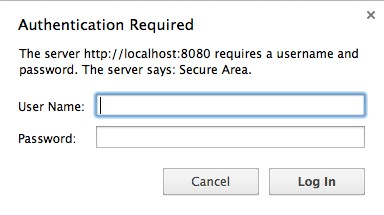 Authentication Required
The server http://localhost:8080 requires a username and
password. The server says: Secure Area.
User Name:
Password:
Cancel Log In